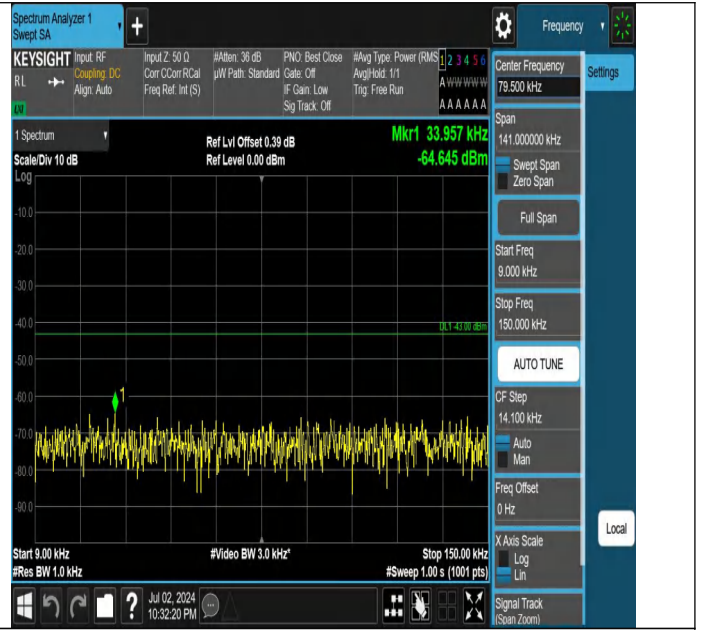 Spectrum Analyzer 1
Swept SA
+
Frequency
KEYSIGHT
RL
Input: RF
Coupling: DC
Align: Auto
Input Z: 50 Ω
Corr CCorr RCal
Freq Ref: Int (S)
#Atten: 36 dB
µW Path: Standard
PNO: Best Close
Gate: Off
IF Gain: Low
Sig Track: Off
#Avg Type: Power (RMS
Avg|Hold: 1/1
Trig: Free Run
1 2 3 4 5 6
A W W W W W
A A A A A A
LXI
Center Frequency
79.500 kHz
Settings
Span
141.000000 kHz
Swept Span
Zero Span
Full Span
Start Freq
9.000 kHz
Stop Freq
150.000 kHz
AUTO TUNE
CF Step
14.100 kHz
Auto
Man
Freq Offset
0 Hz
X Axis Scale
Log
Lin
Signal Track
(Span Zoom)
Local
1 Spectrum
Scale/Div 10 dB
Ref Lvl Offset 0.39 dB
Ref Level 0.00 dBm
Mkr1 33.957 kHz
-64.645 dBm
Log
-10.0
-20.0
-30.0
-40.0
DL1 -43.00 dBm
-50.0
1
-60.0
-70.0
-80.0
-90.0
Start 9.00 kHz
#Video BW 3.0 kHz*
Stop 150.00 kHz
#Res BW 1.0 kHz
#Sweep 1.00 s (1001 pts)
?
Jul 02, 2024
10:32:20 PM